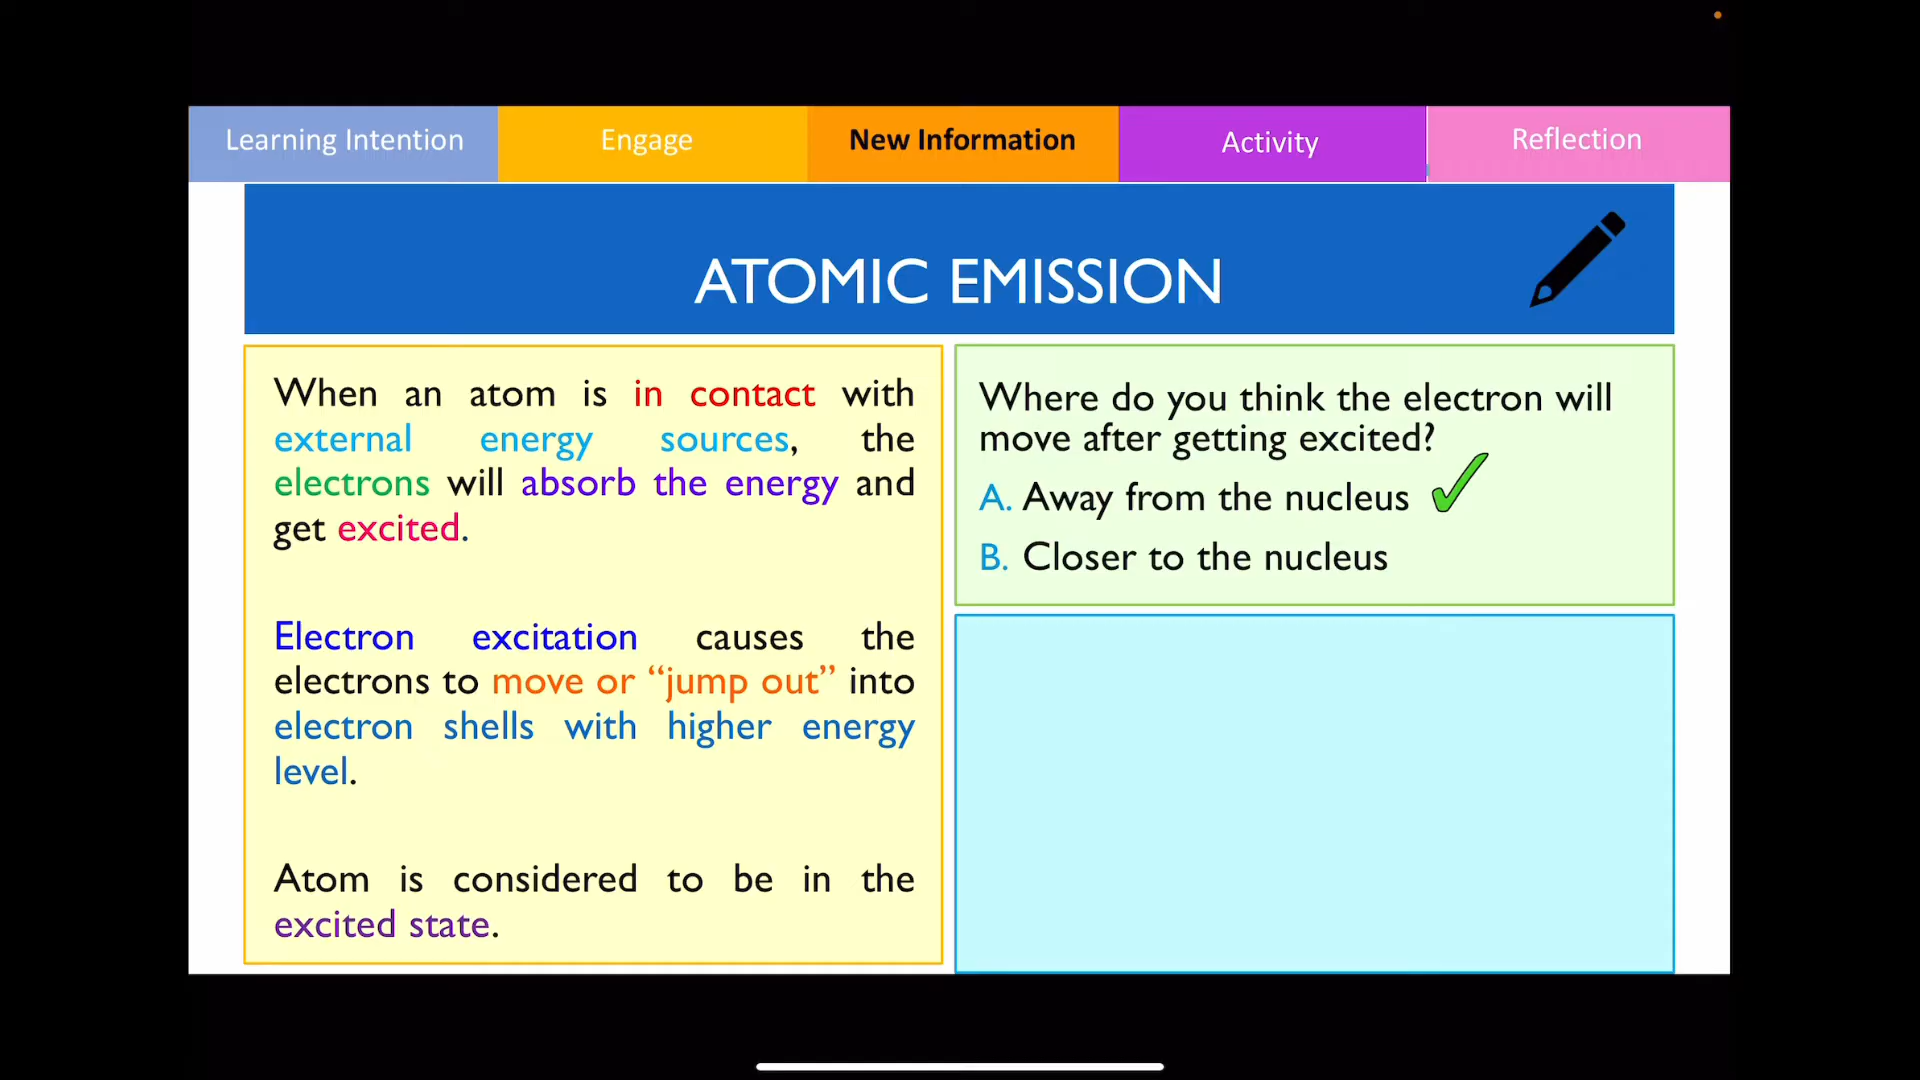 Learning Intention
Engage
New Information
Activity
Reflection
ATOMIC EMISSION
When an atom is in contact with
external energy sources, the
electrons will absorb the energy and
get excited.
Electron excitation causes the
electrons to move or “jump out” into
electron shells with higher energy
level.
Atom is considered to be in the
excited state.
Where do you think the electron will
move after getting excited?
A. Away from the nucleus
B. Closer to the nucleus